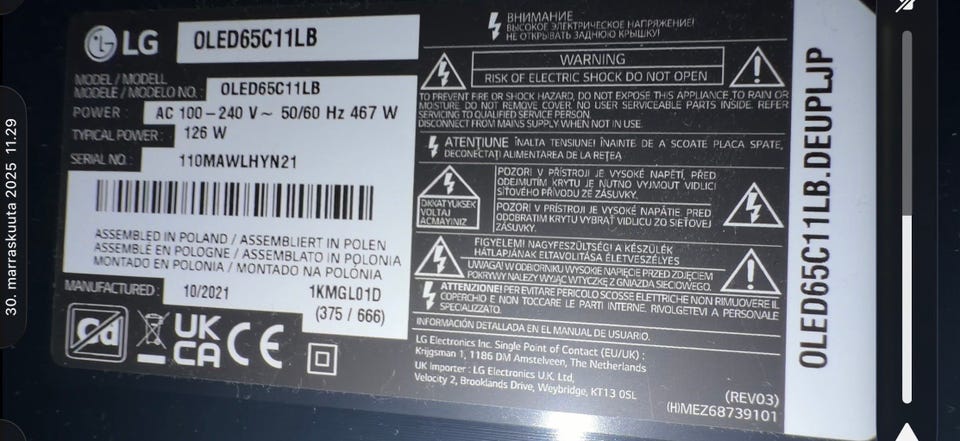 30. marraskuuta 2025 11.29
LG
OLED65C11LB
MODEL / MODELL
MODELE / MODELO NO.: OLED65C11LB
POWER : AC 100 – 240 V ~ 50/60 Hz 467 W
TYPICAL POWER : 126 W
SERIAL NO. : 110MAWLHYN21
ASSEMBLED IN POLAND / ASSEMBLIERT IN POLEN
ASSEMBLÉ EN POLOGNE / ASSEMBLATO IN POLONIA
MONTADO EN POLONIA / MONTADO NA POLÓNIA
MANUFACTURED : 10/2021 1KMGL01D
(375 / 666)
UK
CA
CE
ВНИМАНИЕ
ВЫСОКОЕ ЭЛЕКТРИЧЕСКОЕ НАПРЯЖЕНИЕ!
НЕ ОТКРЫВАТЬ ЗАДНЮЮ КРЫШКУ!
WARNING
RISK OF ELECTRIC SHOCK DO NOT OPEN
TO PREVENT FIRE OR SHOCK HAZARD, DO NOT EXPOSE THIS APPLIANCE TO RAIN OR
MOISTURE. DO NOT REMOVE COVER. NO USER SERVICEABLE PARTS INSIDE. REFER
SERVICING TO QUALIFIED SERVICE PERSON.
DISCONNECT FROM MAINS SUPPLY WHEN NOT IN USE.
ATENȚIUNE ÎNALTA TENSIUNE! ÎNAINTE DE A SCOATE PLACA SPATE,
DECONECTAȚI ALIMENTAREA DE LA REȚEA
DIKKAT YUKSEK
VOLTAJ
ACMAYINIZ
POZOR! V PŘÍSTROJI JE VYSOKÉ NAPĚTÍ, PŘED
ODEJMUTÍM KRYTU JE NUTNO VYJMOUT VIDLICI
SÍŤOVÉHO PŘÍVODU ZE ZÁSUVKY.
POZOR! V PRÍSTROJI JE VYSOKÉ NAPÄTIE, PRED
ODOBRATIM KRYTU VYBRAŤ VIDLICU ZO SIEŤOVEJ
ZÁSUVKY.
FIGYELEM! NAGYFESZÜLTSÉG! A KÉSZÜLÉK
HÁTLAPJÁNAK ELTÁVOLÍTÁSA ÉLETVESZÉLYES
UWAGA! W ODBIORNIKU WYSOKIE NAPIĘCIE PRZED ZDJĘCIEM
POKRYWY NALEŻY WYJĄĆ WTYCZKĘ Z GNIAZDA SIECIOWEGO.
ATTENZIONE! PER EVITARE PERICOLO SCOSSE ELETTRICHE NON RIMUOVERE IL
COPERCHIO E NON TOCCARE LE PARTI INTERNE. RIVOLGETEVI A PERSONALE
SPECIALIZZATO.
INFORMACIÓN DETALLADA EN EL MANUAL DE USUARIO.
LG Electronics Inc. Single Point of Contact (EU/UK) :
Krijgsman 1, 1186 DM Amstelveen, The Netherlands
UK Importer : LG Electronics U.K. Ltd,
Velocity 2, Brooklands Drive, Weybridge, KT13 0SL
(REV03)
(H)MEZ68739101
OLED65C11LB.DEUPLJP